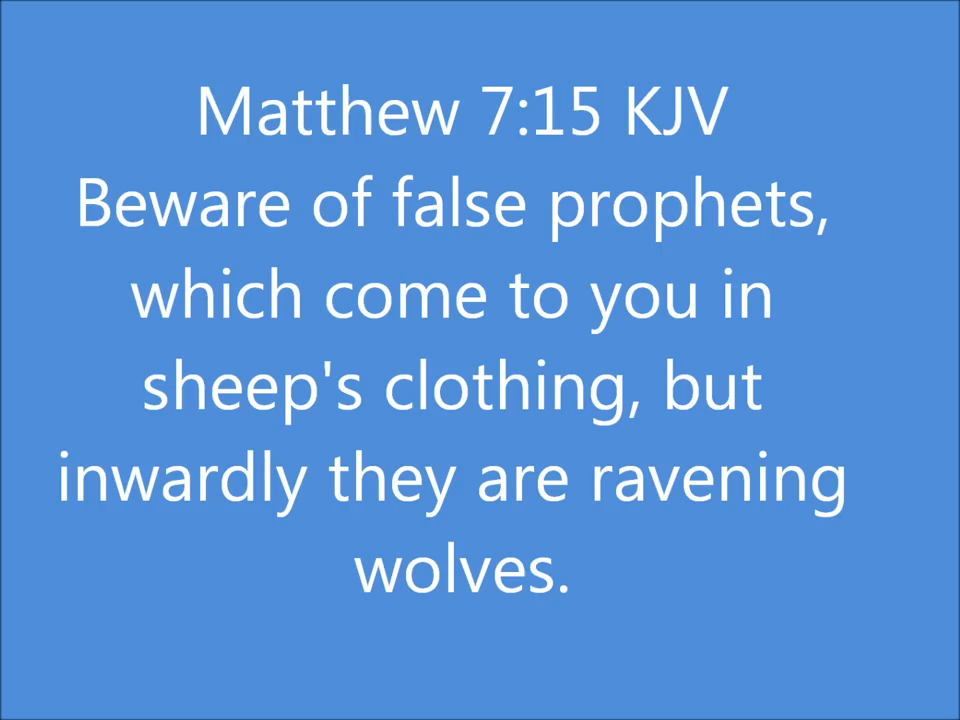 Matthew 7:15 KJV
Beware of false prophets,
which come to you in
sheep's clothing, but
inwardly they are ravening
wolves.